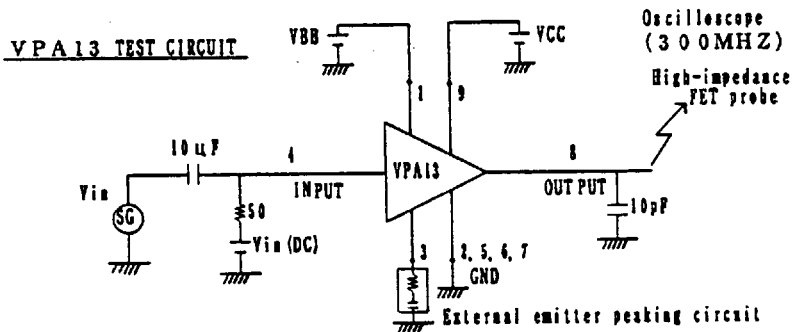 VPA13 TEST CIRCUIT
VBB
VCC
Oscilloscope
(300MHZ)
High-impedance
FET probe
1
9
10μF
4
INPUT
VPA13
8
OUTPUT
10pF
Vin
SG
50
Vin(DC)
3
2, 5, 6, 7
GND
External emitter peaking circuit